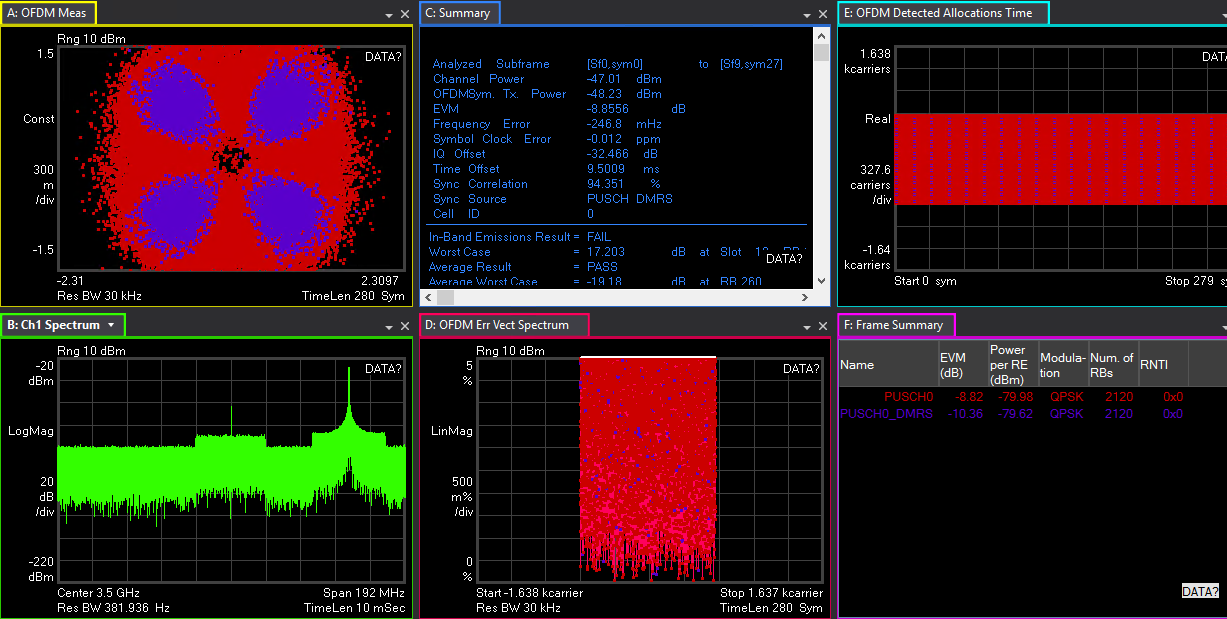 A: OFDM Meas
Rng 10 dBm
1.5
DATA?
Const
300
m
/div
-1.5
-2.31
2.3097
Res BW 30 kHz
TimeLen 280 Sym
C: Summary
Analyzed Subframe [Sf0,sym0] to [Sf9,sym27]
Channel Power -47.01 dBm
OFDMSym. Tx. Power -48.23 dBm
EVM -8.8556 dB
Frequency Error -246.8 mHz
Symbol Clock Error -0.012 ppm
IQ Offset -32.466 dB
Time Offset 9.5009 ms
Sync Correlation 94.351 %
Sync Source PUSCH DMRS
Cell ID 0
In-Band Emissions Result = FAIL
Worst Case = 17.203 dB at Slot
DATA?
Average Result = PASS
Average Worst Case = -19.18 dB at RB 260
E: OFDM Detected Allocations Time
1.638
kcarriers
DAT
Real
327.6
carriers
/div
-1.64
kcarriers
Start 0 sym
Stop 279 sy
B: Ch1 Spectrum
Rng 10 dBm
-20
dBm
DATA?
LogMag
20
dB
/div
-220
dBm
Center 3.5 GHz
Span 192 MHz
Res BW 381.936 Hz
TimeLen 10 mSec
D: OFDM Err Vect Spectrum
Rng 10 dBm
5
%
DATA?
LinMag
500
m%
/div
0
%
Start -1.638 kcarrier
Stop 1.637 kcarrier
Res BW 30 kHz
TimeLen 280 Sym
F: Frame Summary
Name EVM (dB) Power per RE (dBm) Modula-tion Num. of RBs RNTI
PUSCH0 -8.82 -79.98 QPSK 2120 0x0
PUSCH0_DMRS -10.36 -79.62 QPSK 2120 0x0
DATA?